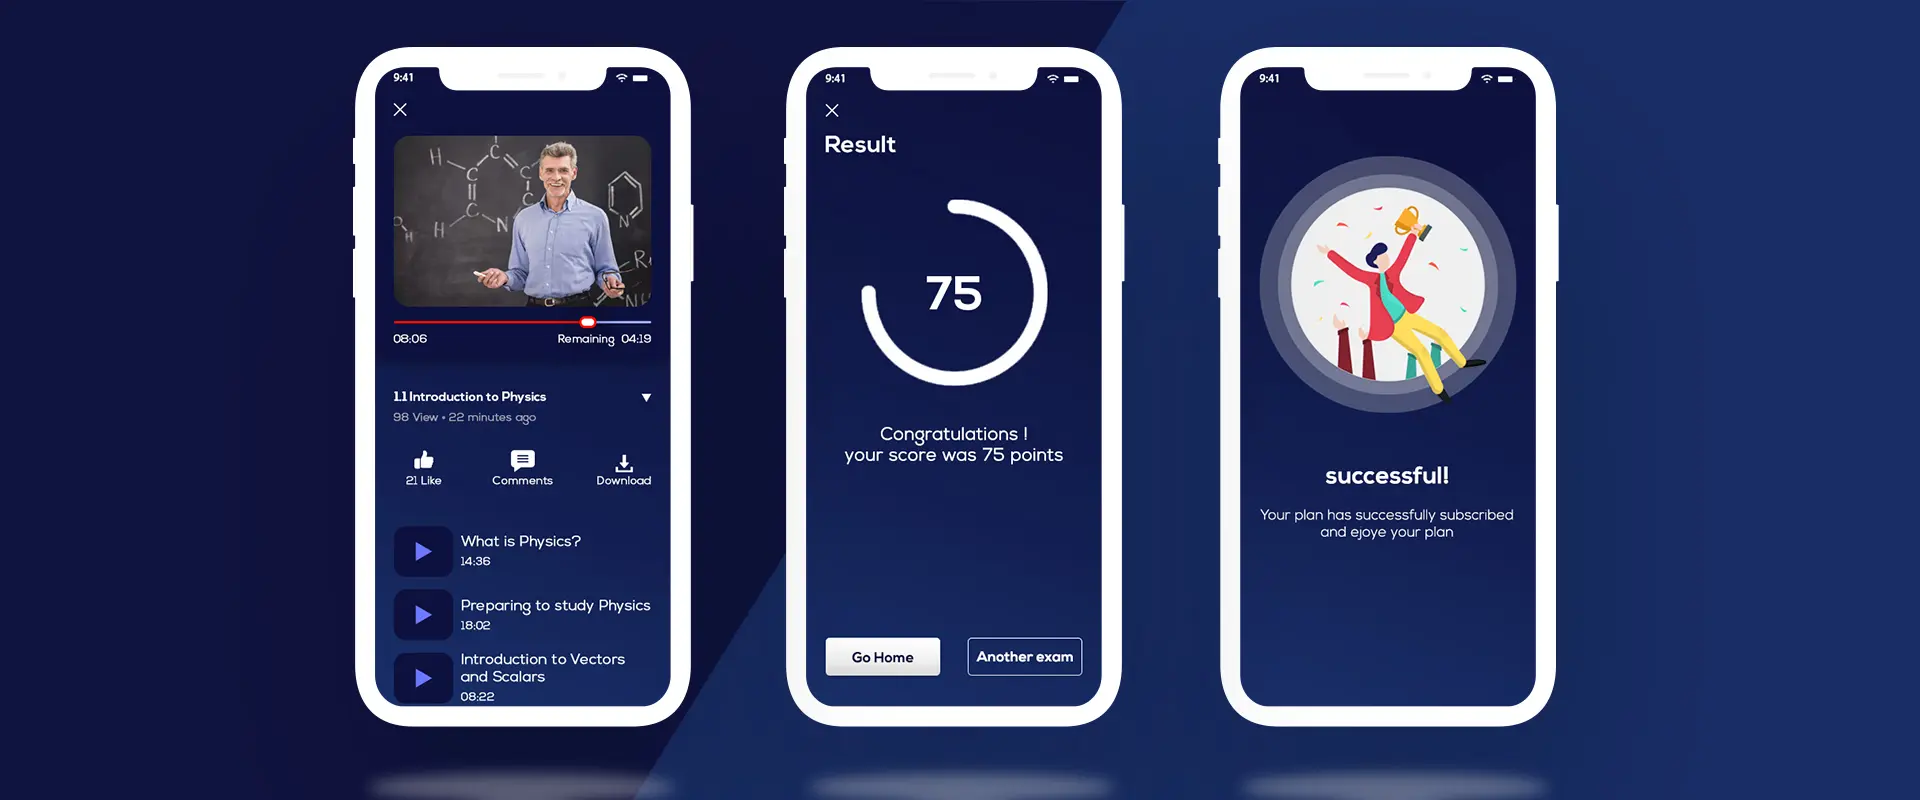 9:41
08:06
Remaining 04:19
1.1 Introduction to Physics
98 View • 22 minutes ago
21 Like
Comments
Download
What is Physics?
14:36
Preparing to study Physics
18:02
Introduction to Vectors
and Scalars
08:22
H
C
C
C
C
C
N
H
H
N
R
NH
9:41
Result
75
Congratulations !
your score was 75 points
Go Home
Another exam
9:41
successful!
Your plan has successfully subscribed
and ejoye your plan